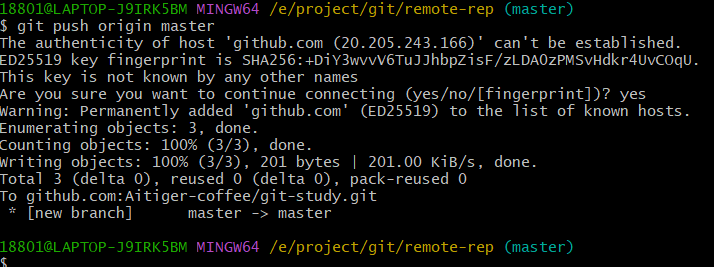 18801@LAPTOP-J9IRK5BM MINGW64 /e/project/git/remote-rep (master)
$ git push origin master
The authenticity of host 'github.com (20.205.243.166)' can't be established.
ED25519 key fingerprint is SHA256:+DiY3wvvV6TuJJhbpZisF/zLDA0zPMSvHdkr4UvCOqU.
This key is not known by any other names
Are you sure you want to continue connecting (yes/no/[fingerprint])? yes
Warning: Permanently added 'github.com' (ED25519) to the list of known hosts.
Enumerating objects: 3, done.
Counting objects: 100% (3/3), done.
Writing objects: 100% (3/3), 201 bytes | 201.00 KiB/s, done.
Total 3 (delta 0), reused 0 (delta 0), pack-reused 0
To github.com:Aitiger-coffee/git-study.git
 * [new branch]      master -> master
18801@LAPTOP-J9IRK5BM MINGW64 /e/project/git/remote-rep (master)
$